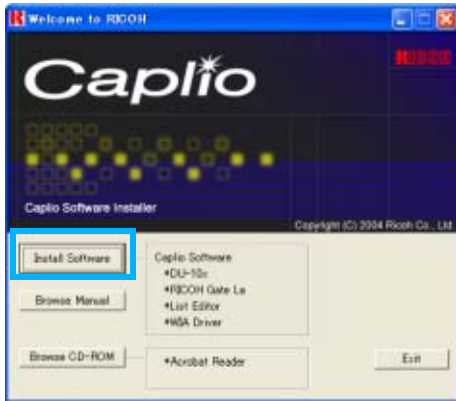 Welcome to RICOH
RICOH
Caplio
Caplio Software Installer
Copyright (C) 2004 Ricoh Co., Ltd.
Install Software
Caplio Software
*DU-10x
*RICOH Gate La
*List Editor
*WIA Driver
Browse Manual
Browse CD-ROM
*Acrobat Reader
Exit